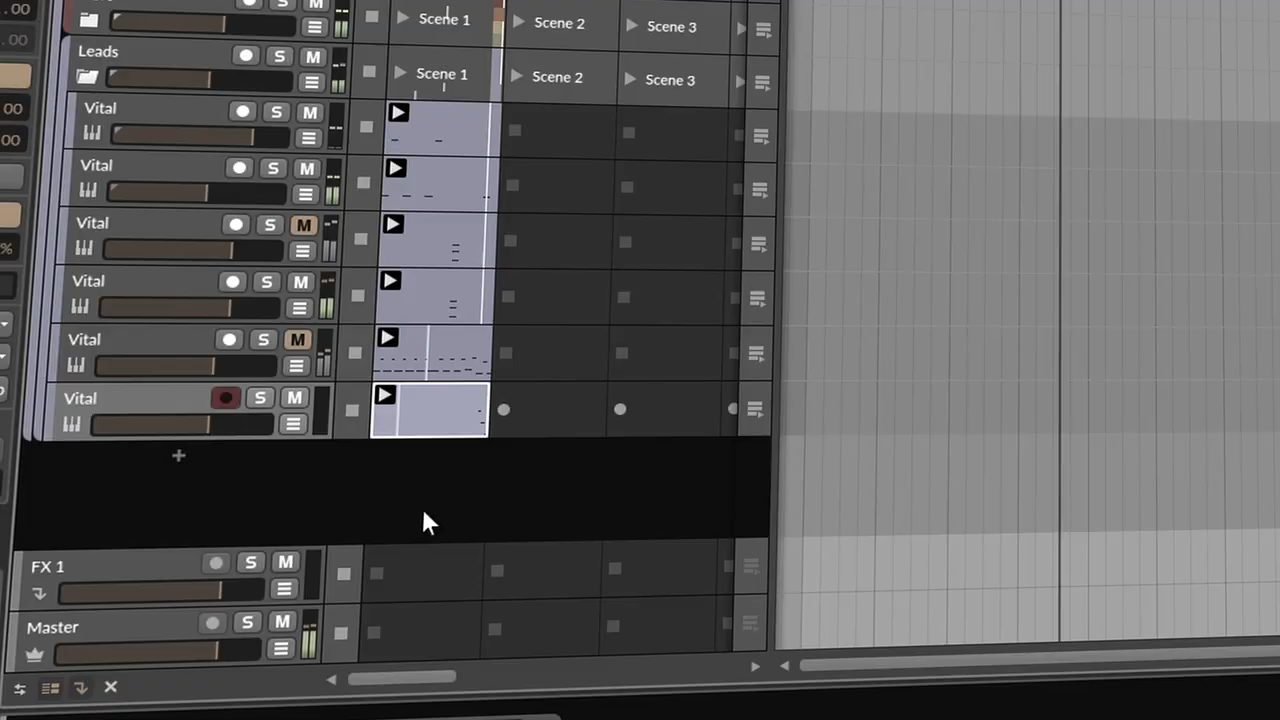 .00
S M
Scene 1 Scene 2 Scene 3
.00
Leads S M
Scene 1 Scene 2 Scene 3
00
Vital S M
00
Vital S M
Vital S M
%
Vital S M
Vital S M
Vital S M
+
FX 1 S M
Master S M